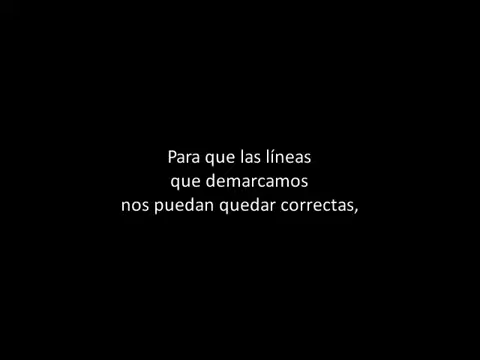 Para que las líneas
que demarcamos
nos puedan quedar correctas,